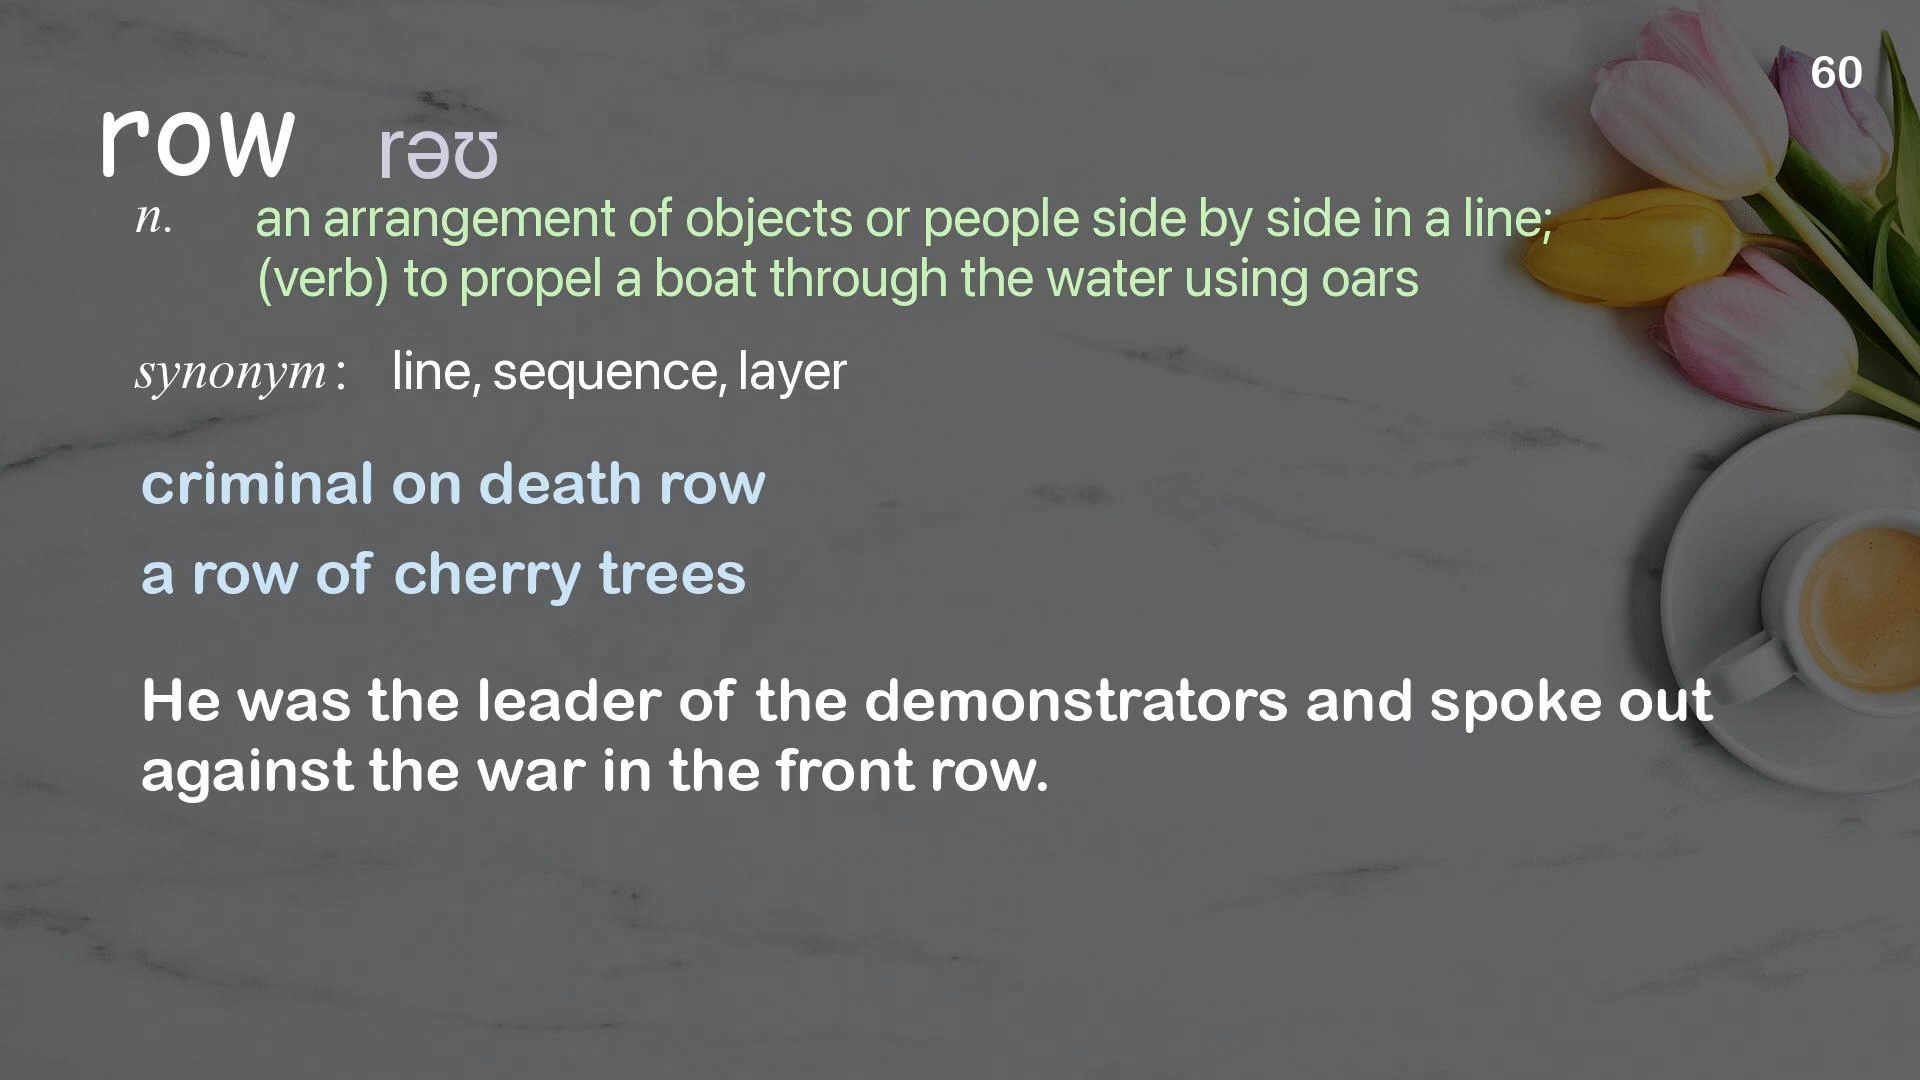 60
row rəʊ
n. an arrangement of objects or people side by side in a line;
(verb) to propel a boat through the water using oars
synonym: line, sequence, layer
criminal on death row
a row of cherry trees
He was the leader of the demonstrators and spoke out
against the war in the front row.